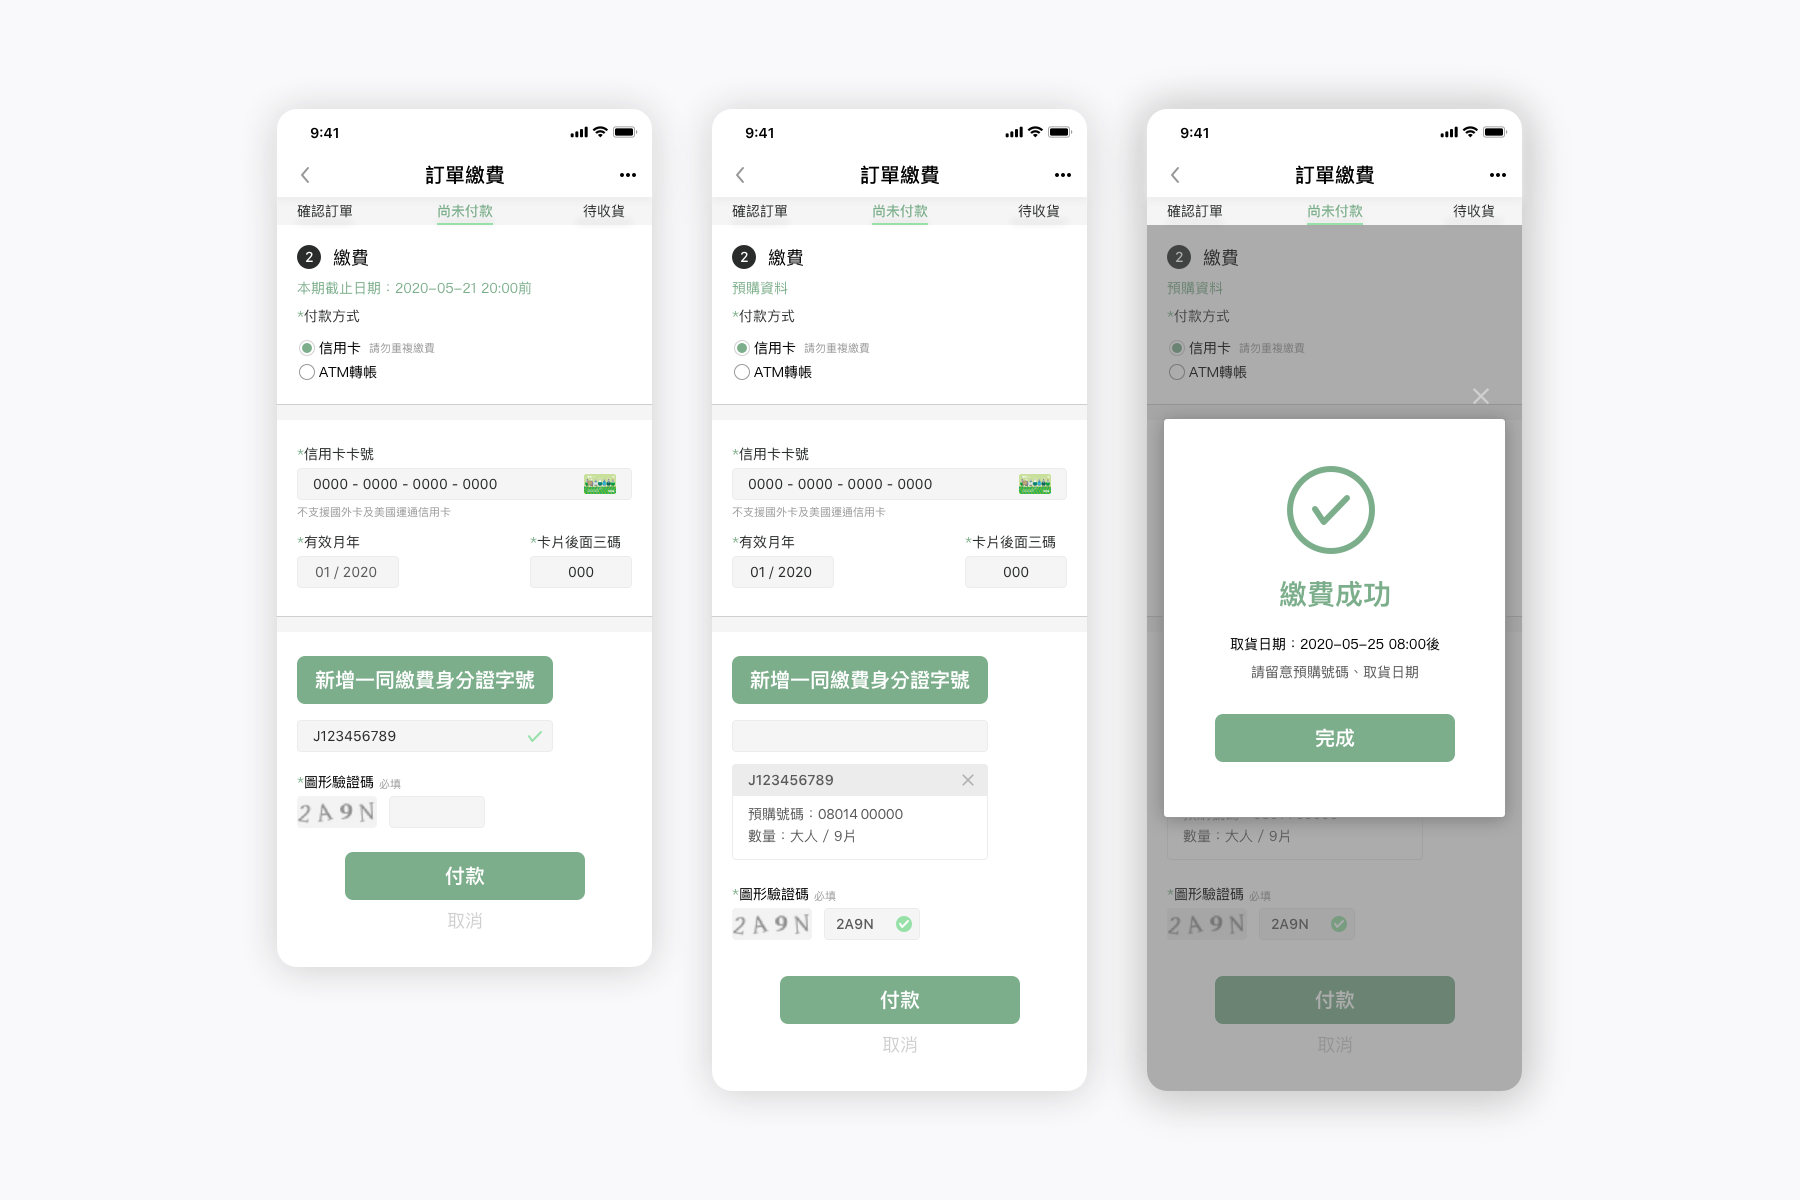 9:41
訂單繳費
確認訂單 尚未付款 待收貨
2 繳費
本期截止日期：2020-05-21 20:00前
*付款方式
信用卡 請勿重複繳費
ATM轉帳
*信用卡卡號
0000 - 0000 - 0000 - 0000
不支援國外卡及美國運通信用卡
*有效月年 *卡片後面三碼
01 / 2020 000
新增一同繳費身分證字號
J123456789
*圖形驗證碼 必填
2A9N
付款
取消
9:41
訂單繳費
確認訂單 尚未付款 待收貨
2 繳費
預購資料
*付款方式
信用卡 請勿重複繳費
ATM轉帳
*信用卡卡號
0000 - 0000 - 0000 - 0000
不支援國外卡及美國運通信用卡
*有效月年 *卡片後面三碼
01 / 2020 000
新增一同繳費身分證字號
J123456789
預購號碼：08014 00000
數量：大人 / 9片
*圖形驗證碼 必填
2A9N 2A9N
付款
取消
9:41
訂單繳費
確認訂單 尚未付款 待收貨
2 繳費
預購資料
*付款方式
信用卡 請勿重複繳費
ATM轉帳
繳費成功
取貨日期：2020-05-25 08:00後
請留意預購號碼、取貨日期
完成
數量：大人 / 9片
*圖形驗證碼 必填
2A9N 2A9N
付款
取消